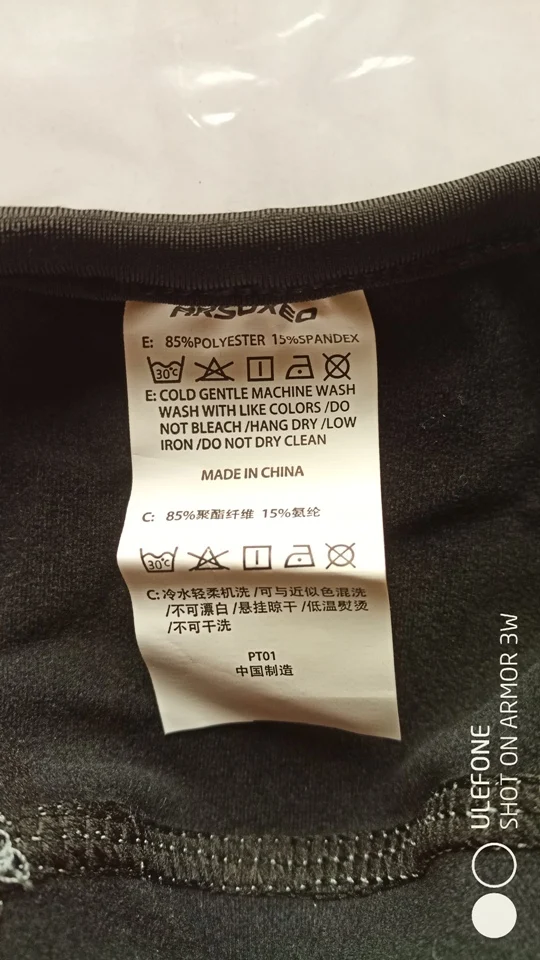 ARSUXEO
E: 85%POLYESTER 15%SPANDEX
30℃
E: COLD GENTLE MACHINE WASH
WASH WITH LIKE COLORS /DO
NOT BLEACH /HANG DRY /LOW
IRON /DO NOT DRY CLEAN
MADE IN CHINA
C: 85%聚酯纤维 15%氨纶
30℃
C: 冷水轻柔机洗 /可与近似色混洗
/不可漂白 /悬挂晾干 /低温熨烫
/不可干洗
PT01
中国制造
ULEFONE
SHOT ON ARMOR 3W